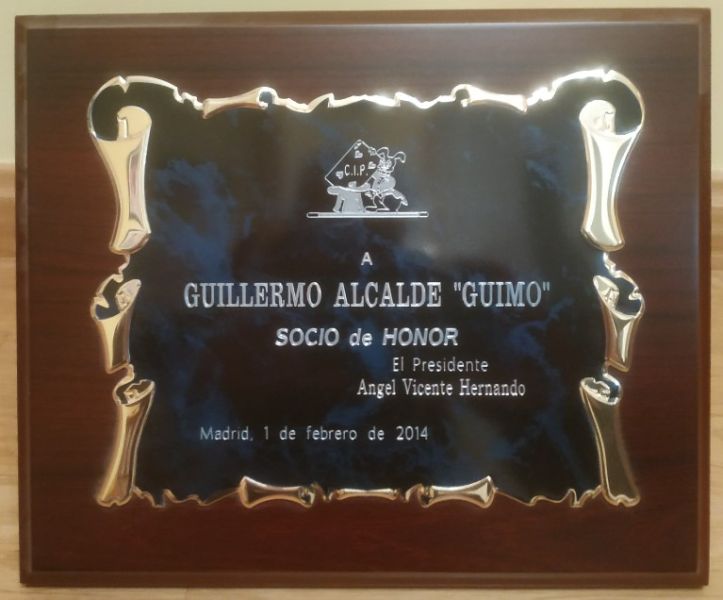 C.I.P.
A
GUILLERMO ALCALDE "GUIMO"
SOCIO de HONOR
El Presidente
Angel Vicente Hernando
Madrid, 1 de febrero de 2014